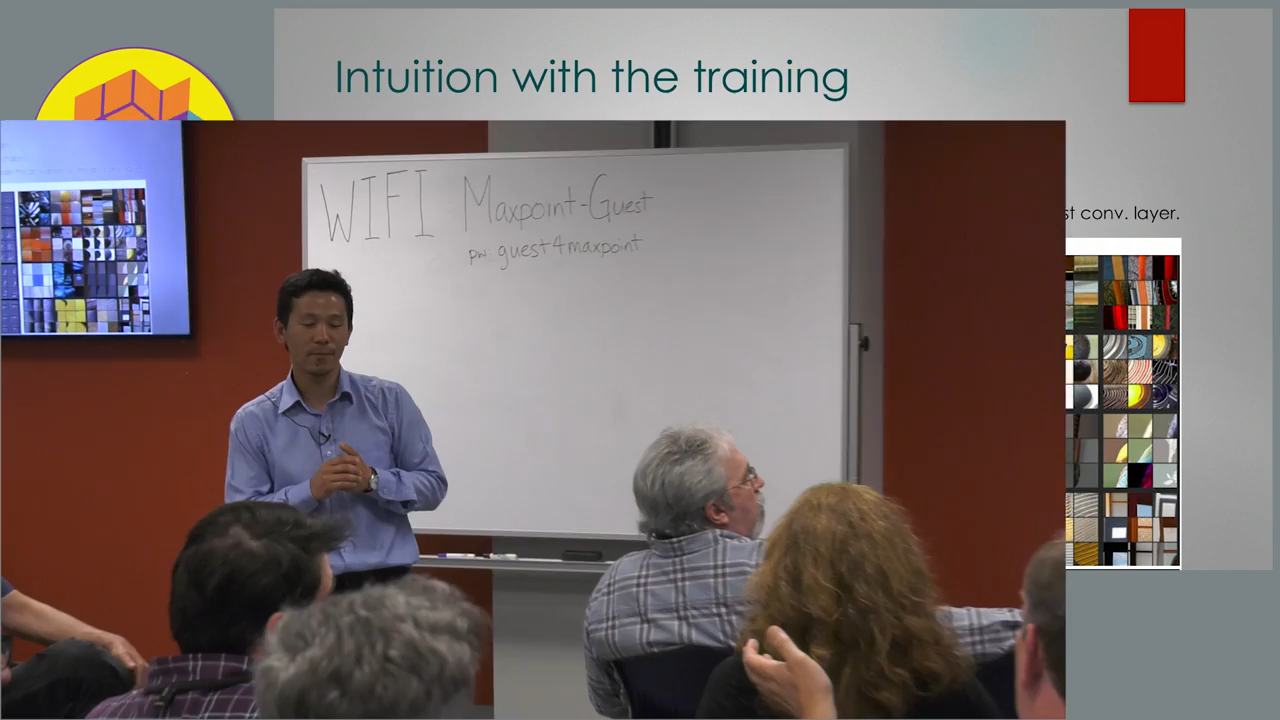 Intuition with the training
st conv. layer.
WIFI Maxpoint-Guest
pw: guest4maxpoint